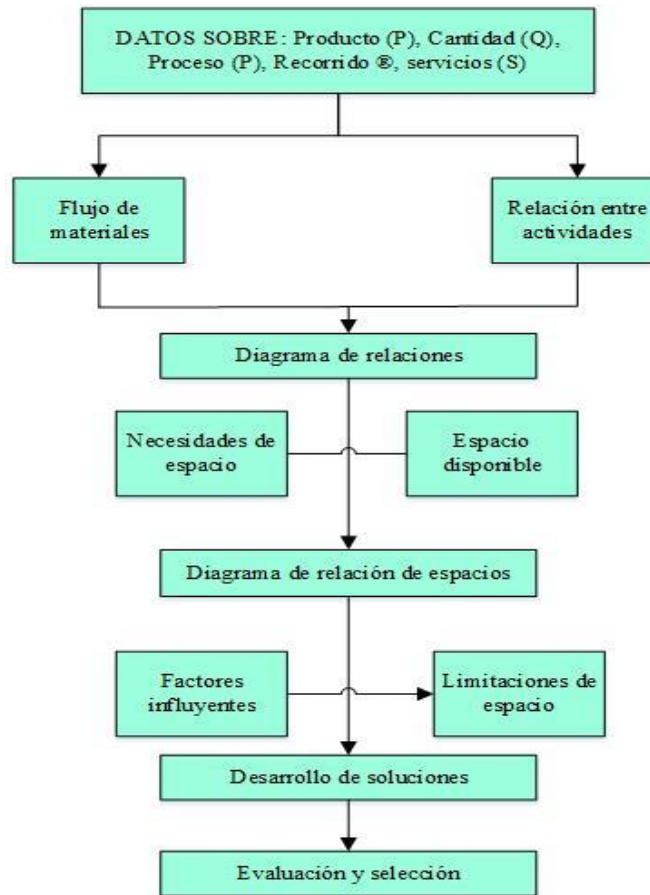 DATOS SOBRE: Producto (P), Cantidad (Q),
Proceso (P), Recorrido ®, servicios (S)
Flujo de
materiales
Relación entre
actividades
Diagrama de relaciones
Necesidades de
espacio
Espacio
disponible
Diagrama de relación de espacios
Factores
influyentes
Limitaciones de
espacio
Desarrollo de soluciones
Evaluación y selección